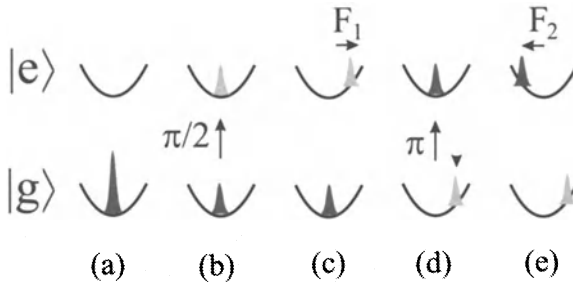 F₁ F₂
|e⟩
π/2 π
|g⟩
(a) (b) (c) (d) (e)